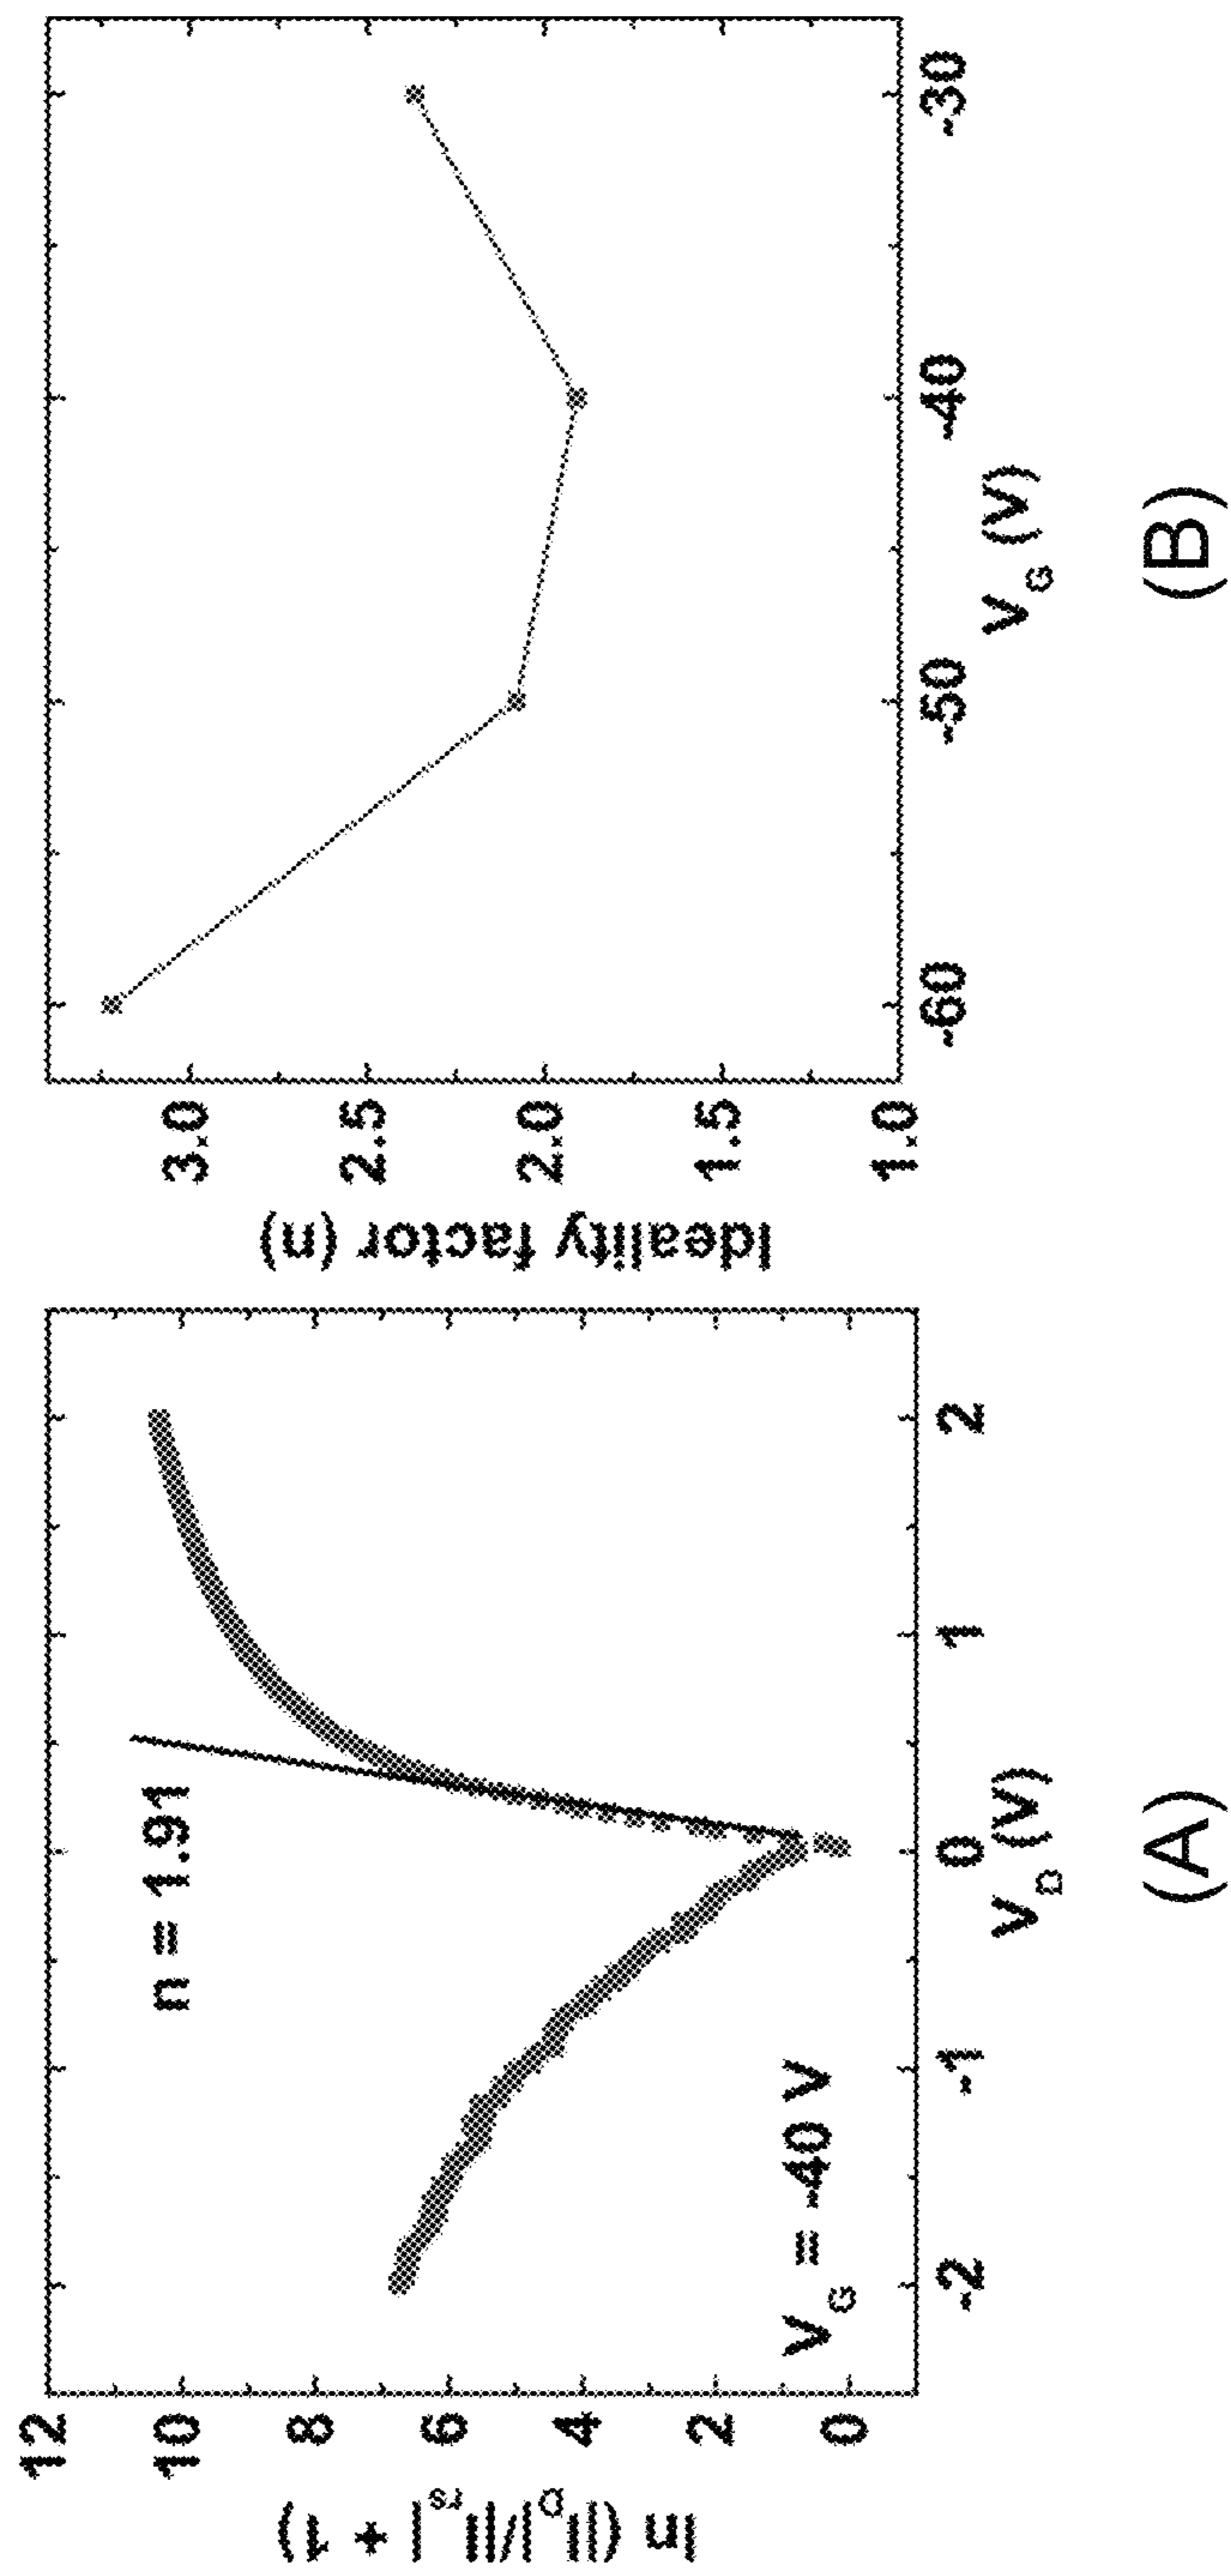 ln (|I_D|/|I_rs| + 1)
12
10
8
6
4
2
0
n = 1.91
V_G = -40 V
-2
-1
0
1
2
V_D (V)
(A)
Ideality factor (n)
3.0
2.5
2.0
1.5
1.0
-60
-50
-40
-30
V_G (V)
(B)